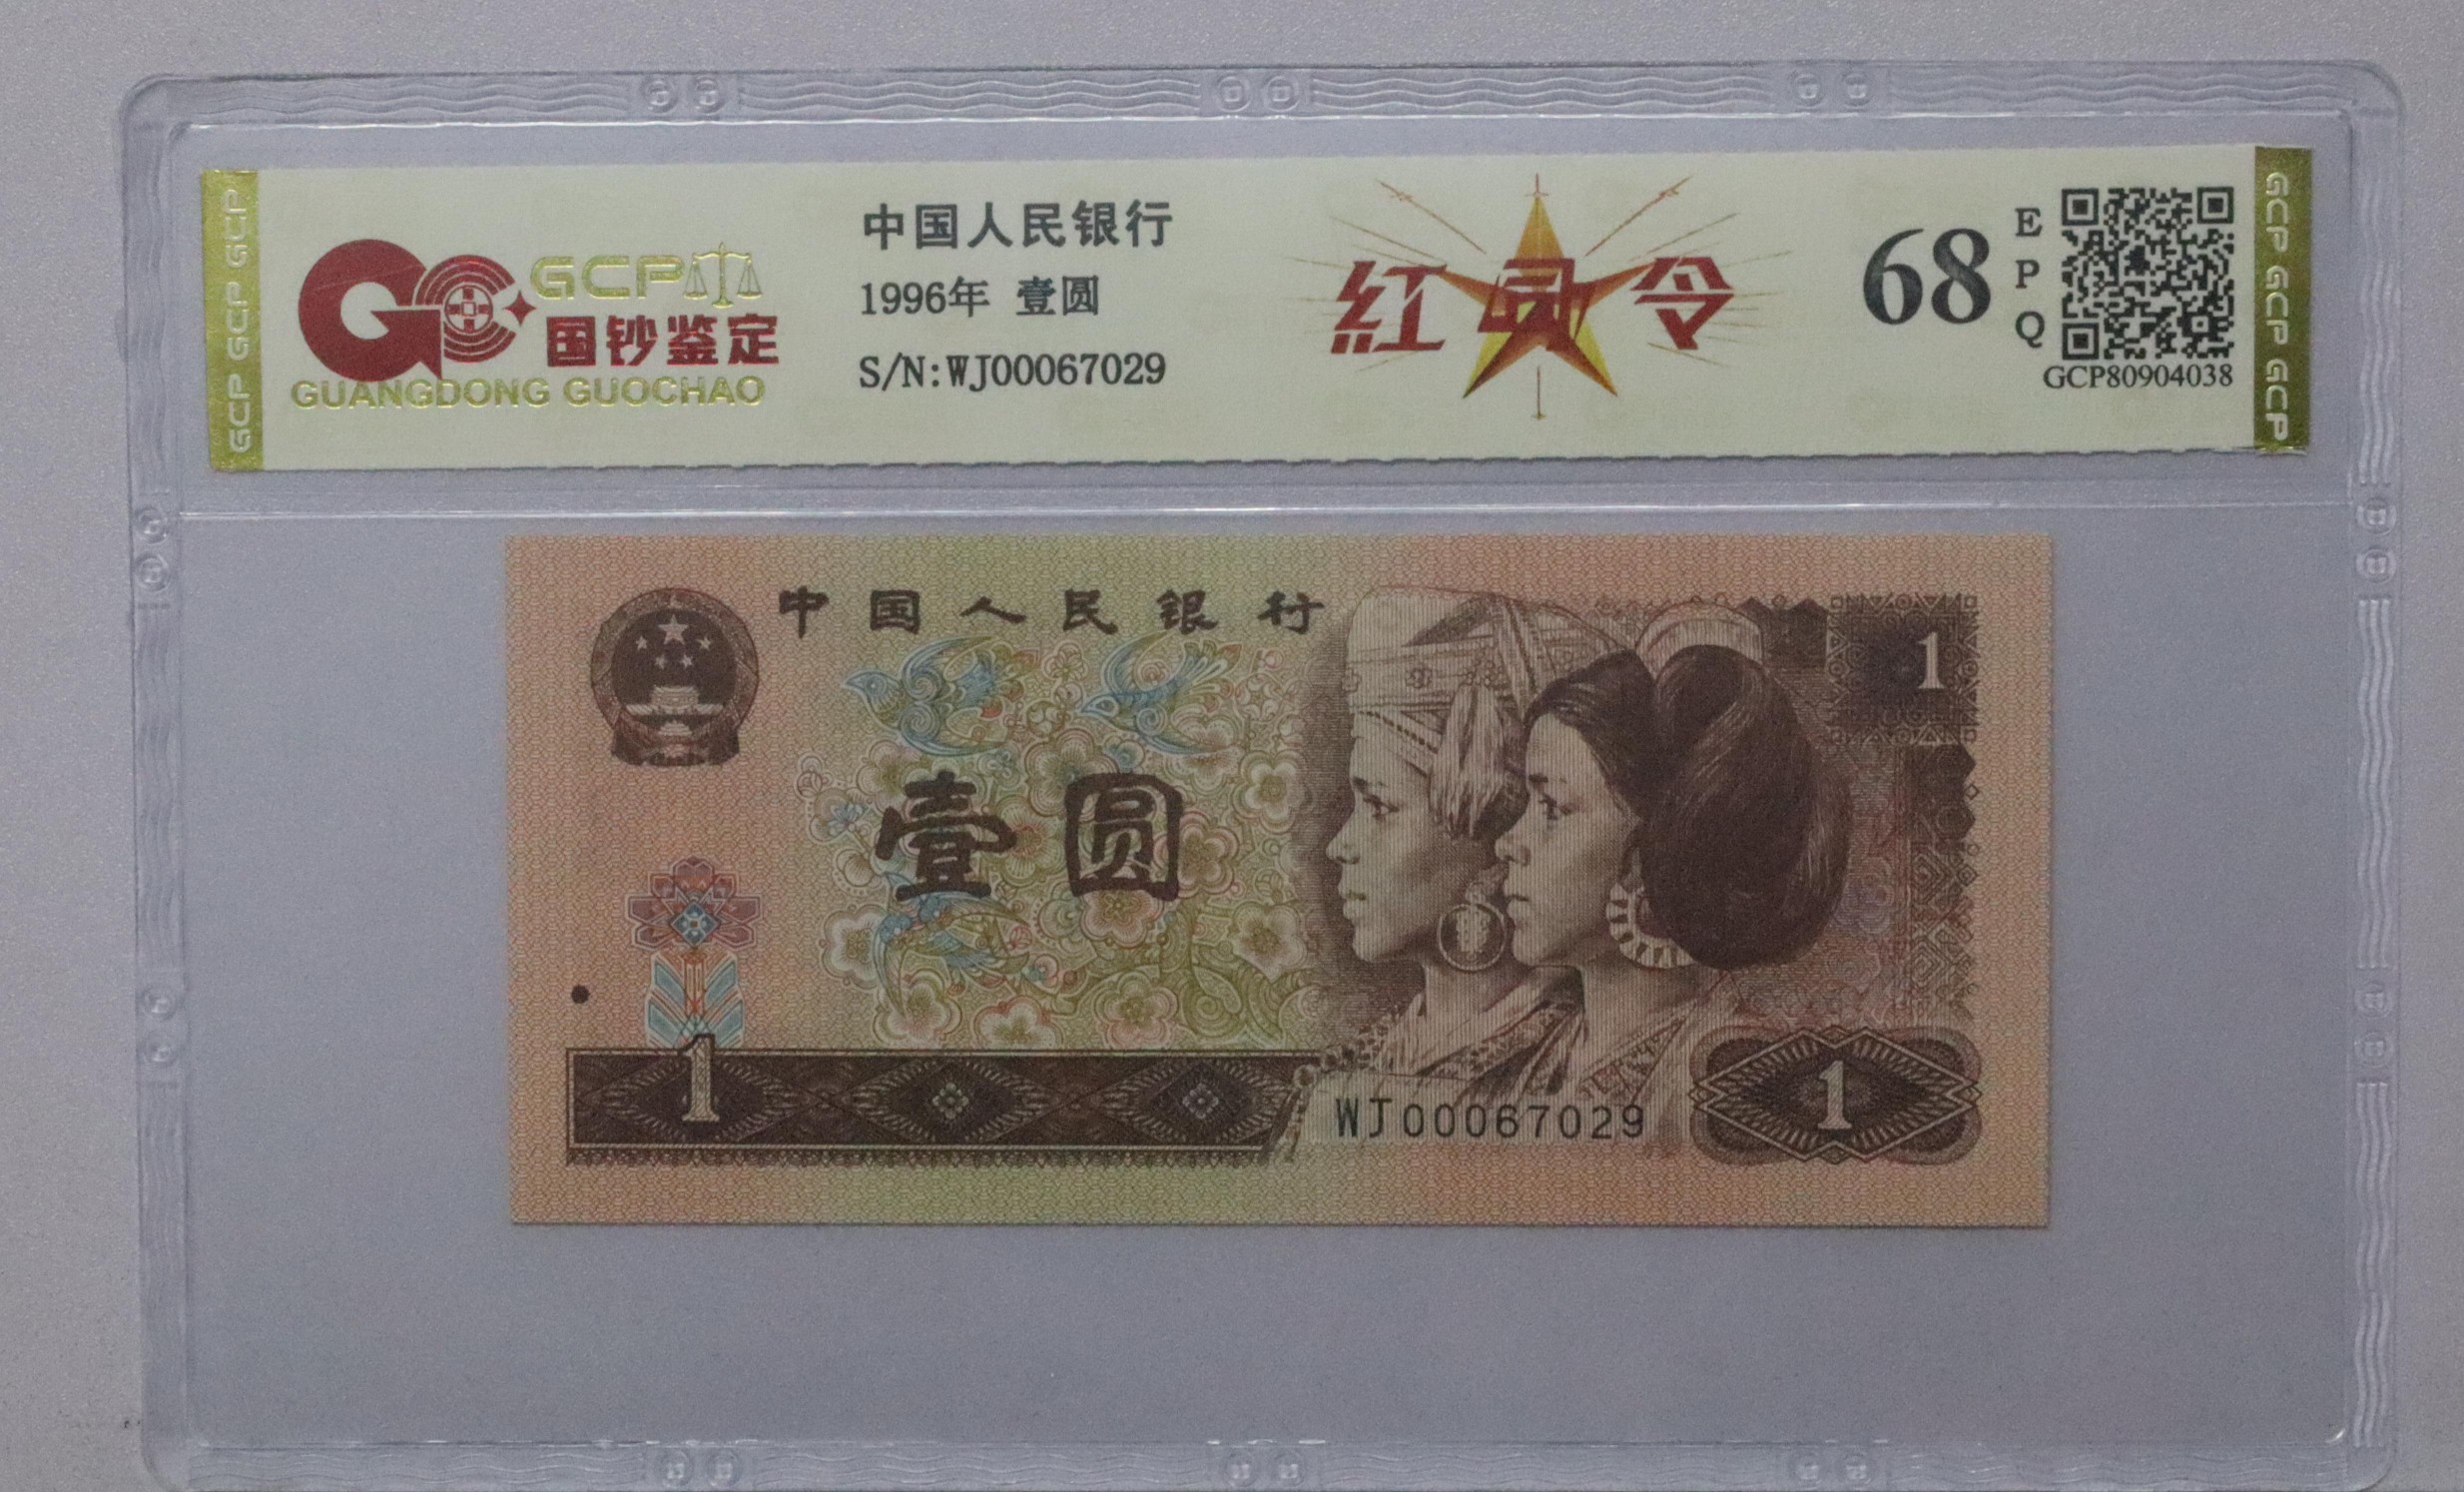 GCP GCP GCP
GCP
国钞鉴定
GUANGDONG GUOCHAO
中国人民银行
1996年 壹圆
S/N:WJ00067029
红司令
68
E
P
Q
GCP80904038
GCP GCP GCP
中国人民银行
1
壹圆
1
WJ00067029
1